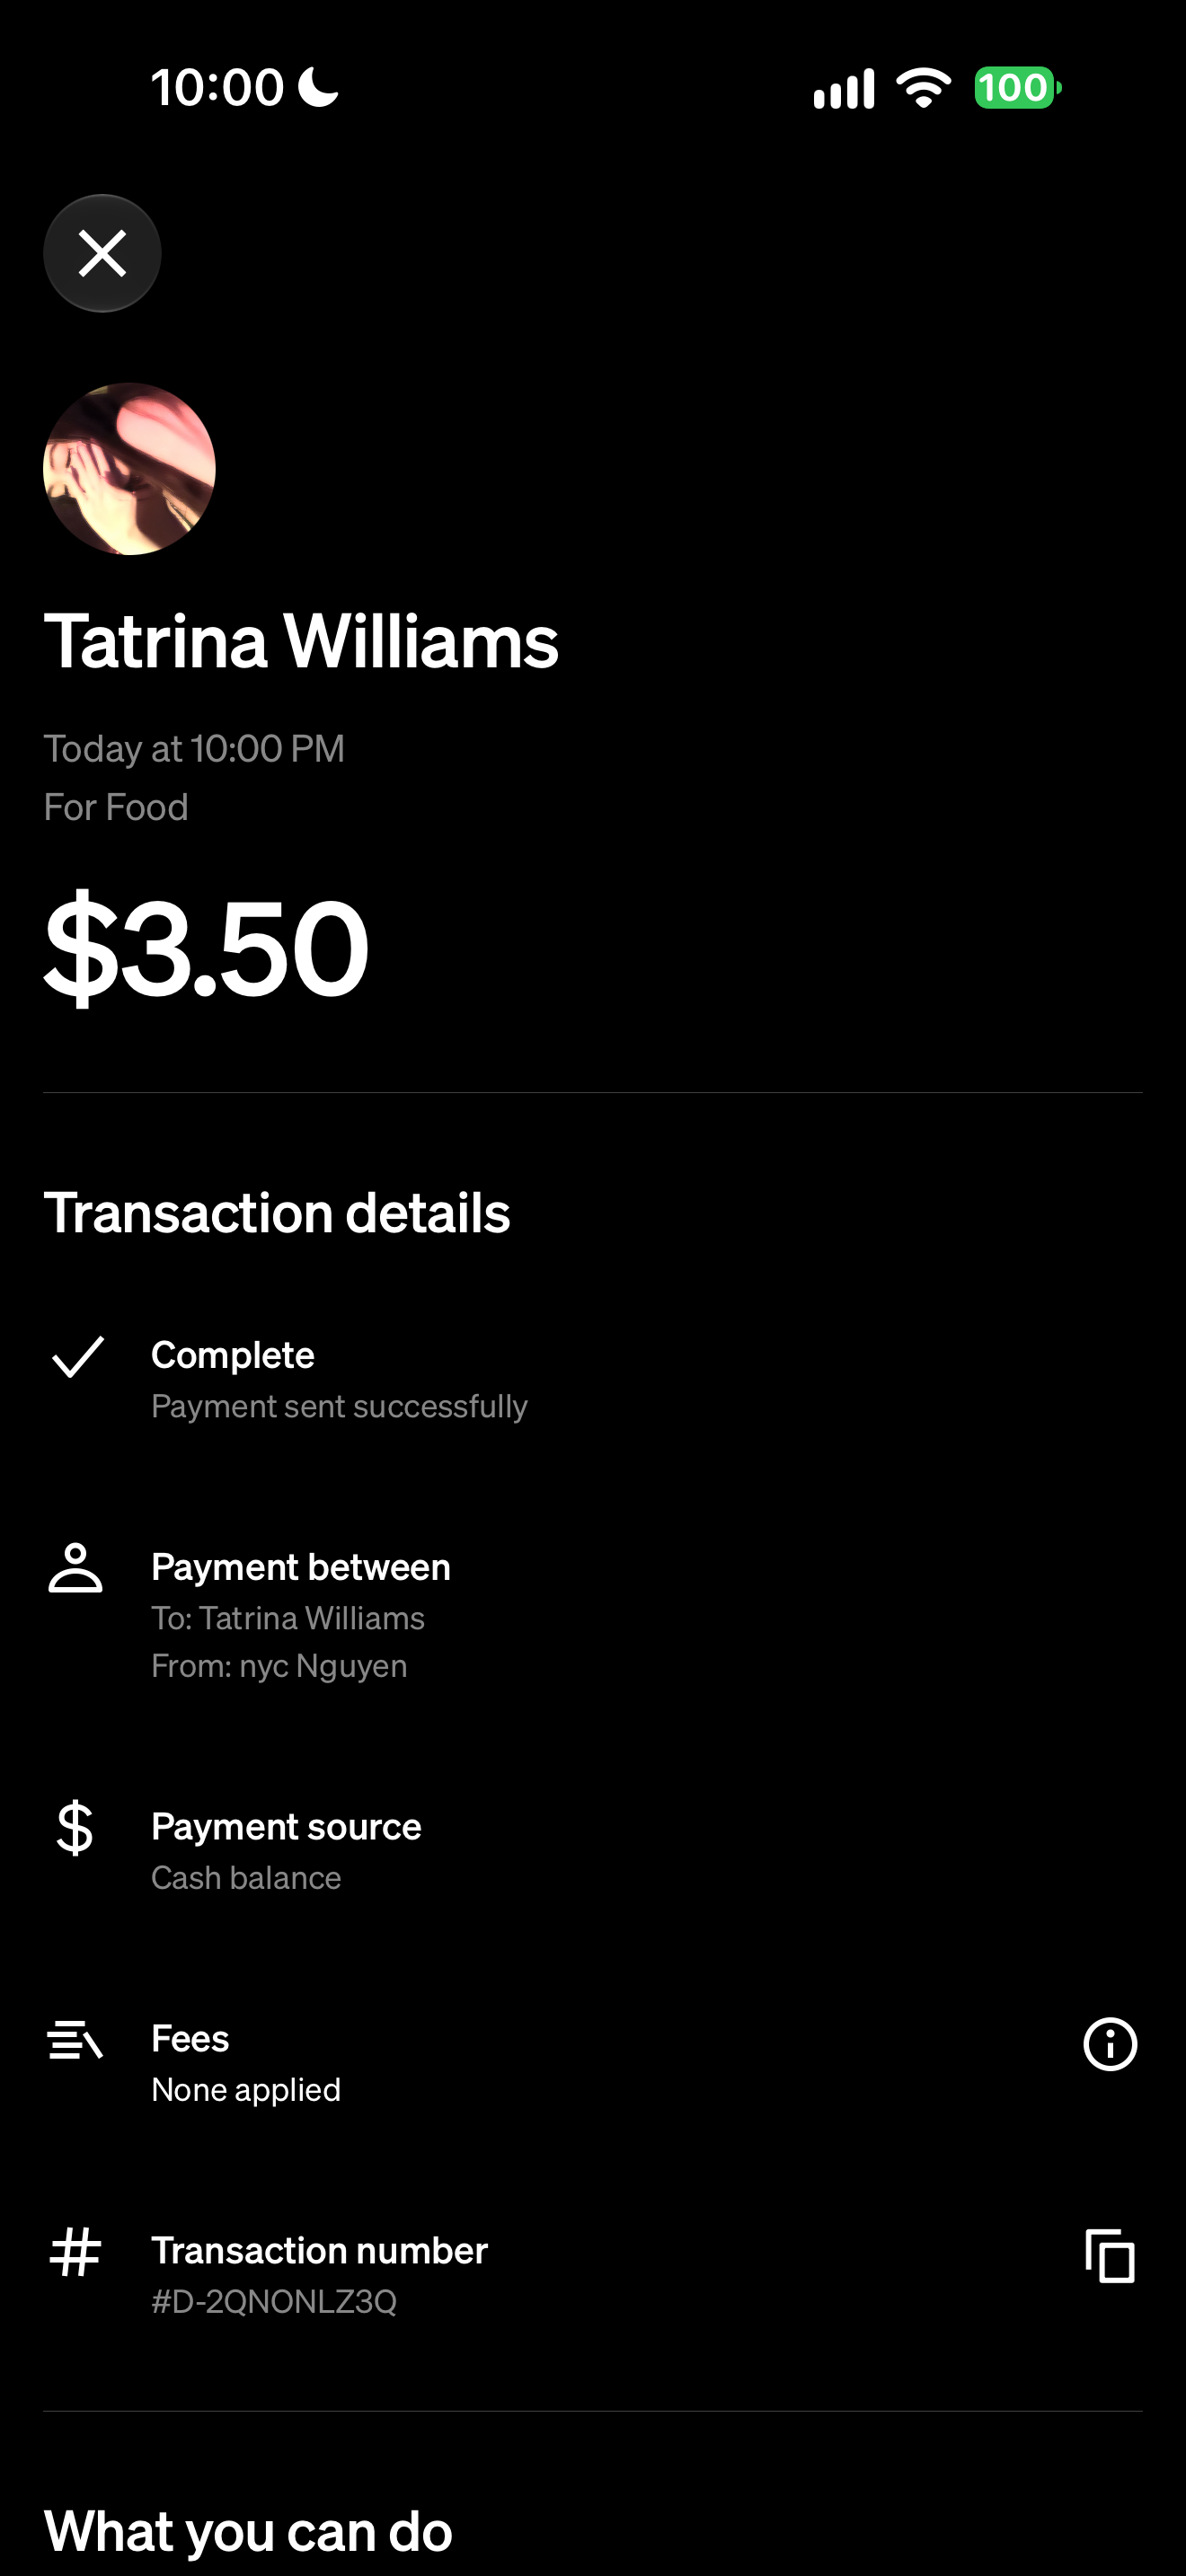 10:00
100
Tatrina Williams
Today at 10:00 PM
For Food
$3.50
Transaction details
Complete
Payment sent successfully
Payment between
To: Tatrina Williams
From: nyc Nguyen
Payment source
Cash balance
Fees
None applied
Transaction number
#D-2QNONLZ3Q
What you can do